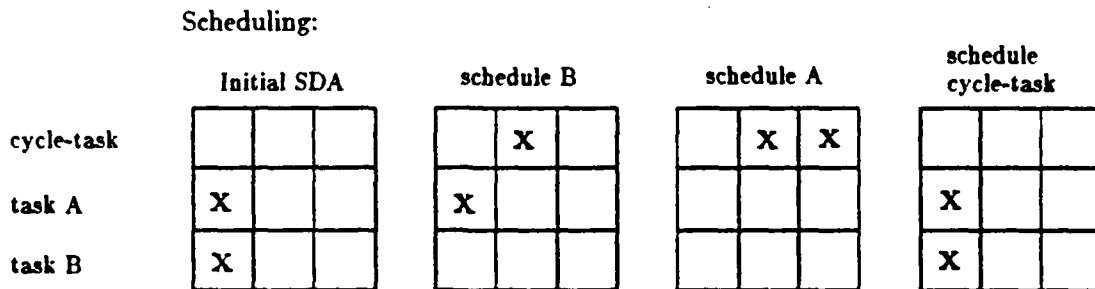 Scheduling:
Initial SDA
schedule B
schedule A
schedule
cycle-task
cycle-task
X
X
X
task A
X
X
X
task B
X
X